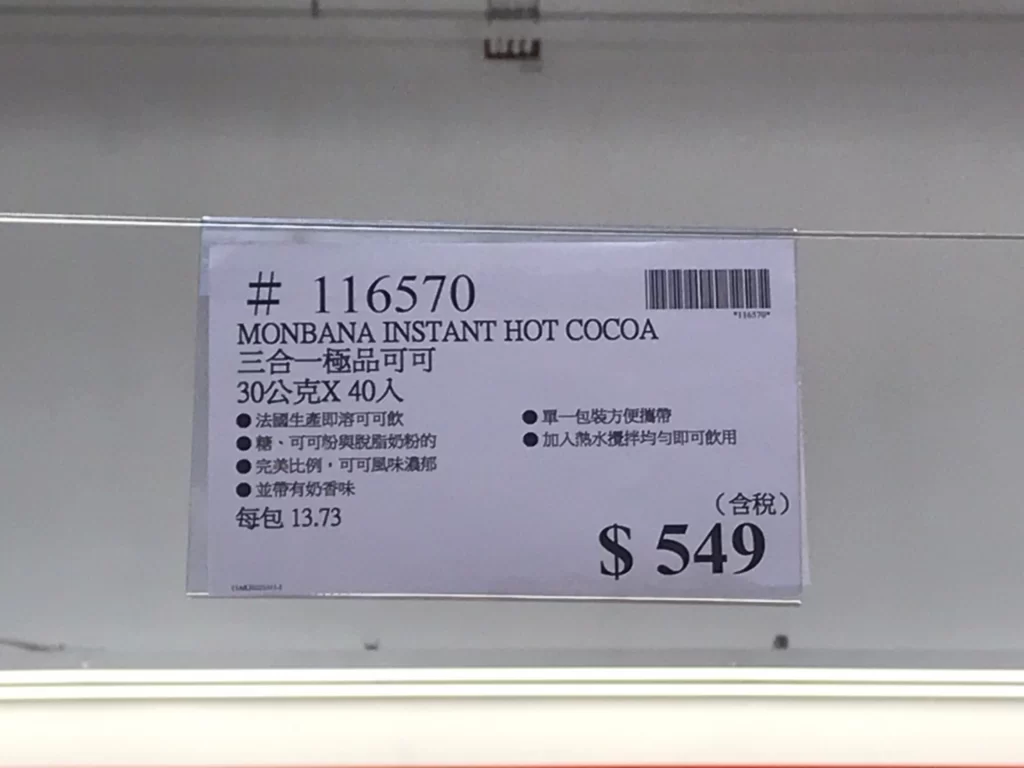 # 116570
*116570*
MONBANA INSTANT HOT COCOA
三合一極品可可
30公克X 40入
●法國生產即溶可可飲
●糖、可可粉與脫脂奶粉的
●完美比例，可可風味濃郁
●並帶有奶香味
●單一包裝方便攜帶
●加入熱水攪拌均勻即可飲用
每包 13.73
（含稅）
$ 549